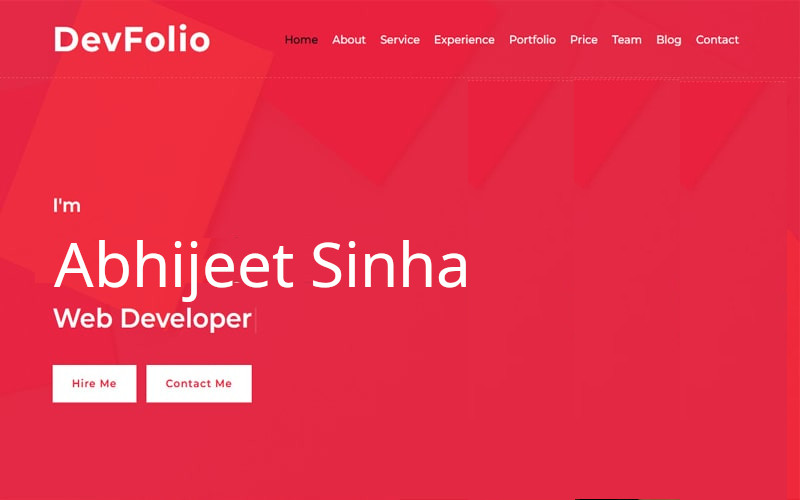 DevFolio
Home About Service Experience Portfolio Price Team Blog Contact
I'm
Abhijeet Sinha
Web Developer
Hire Me Contact Me